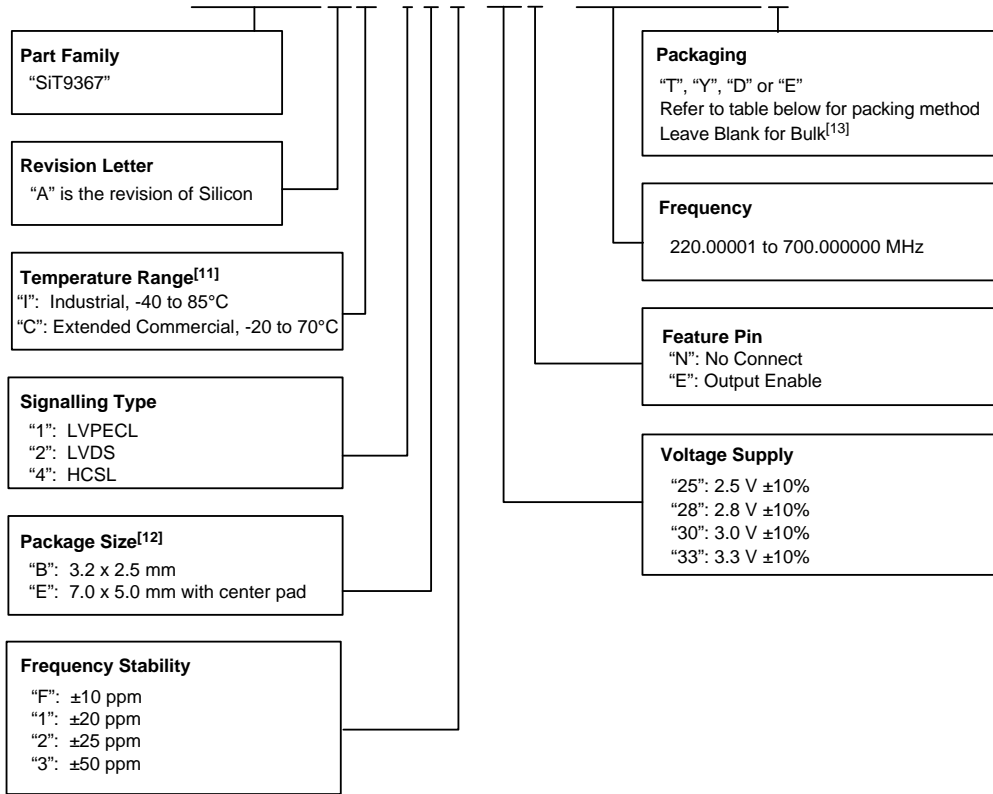 Part Family
“SiT9367”
Revision Letter
“A” is the revision of Silicon
Temperature Range[11]
“I”: Industrial, -40 to 85°C
“C”: Extended Commercial, -20 to 70°C
Signalling Type
“1”: LVPECL
“2”: LVDS
“4”: HCSL
Package Size[12]
“B”: 3.2 x 2.5 mm
“E”: 7.0 x 5.0 mm with center pad
Frequency Stability
“F”: ±10 ppm
“1”: ±20 ppm
“2”: ±25 ppm
“3”: ±50 ppm
Packaging
“T”, “Y”, “D” or “E”
Refer to table below for packing method
Leave Blank for Bulk[13]
Frequency
220.00001 to 700.000000 MHz
Feature Pin
“N”: No Connect
“E”: Output Enable
Voltage Supply
“25”: 2.5 V ±10%
“28”: 2.8 V ±10%
“30”: 3.0 V ±10%
“33”: 3.3 V ±10%